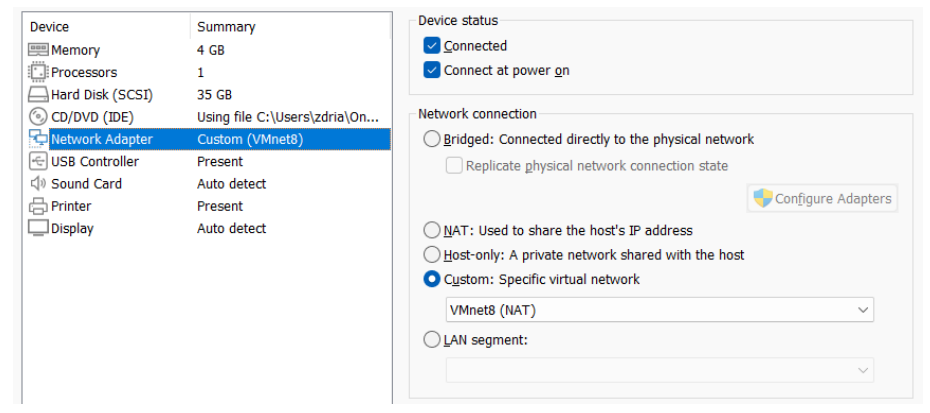 Device Summary
Memory 4 GB
Processors 1
Hard Disk (SCSI) 35 GB
CD/DVD (IDE) Using file C:\Users\zdria\On...
Network Adapter Custom (VMnet8)
USB Controller Present
Sound Card Auto detect
Printer Present
Display Auto detect
Device status
Connected
Connect at power on
Network connection
Bridged: Connected directly to the physical network
Replicate physical network connection state
Configure Adapters
NAT: Used to share the host's IP address
Host-only: A private network shared with the host
Custom: Specific virtual network
VMnet8 (NAT)
LAN segment: